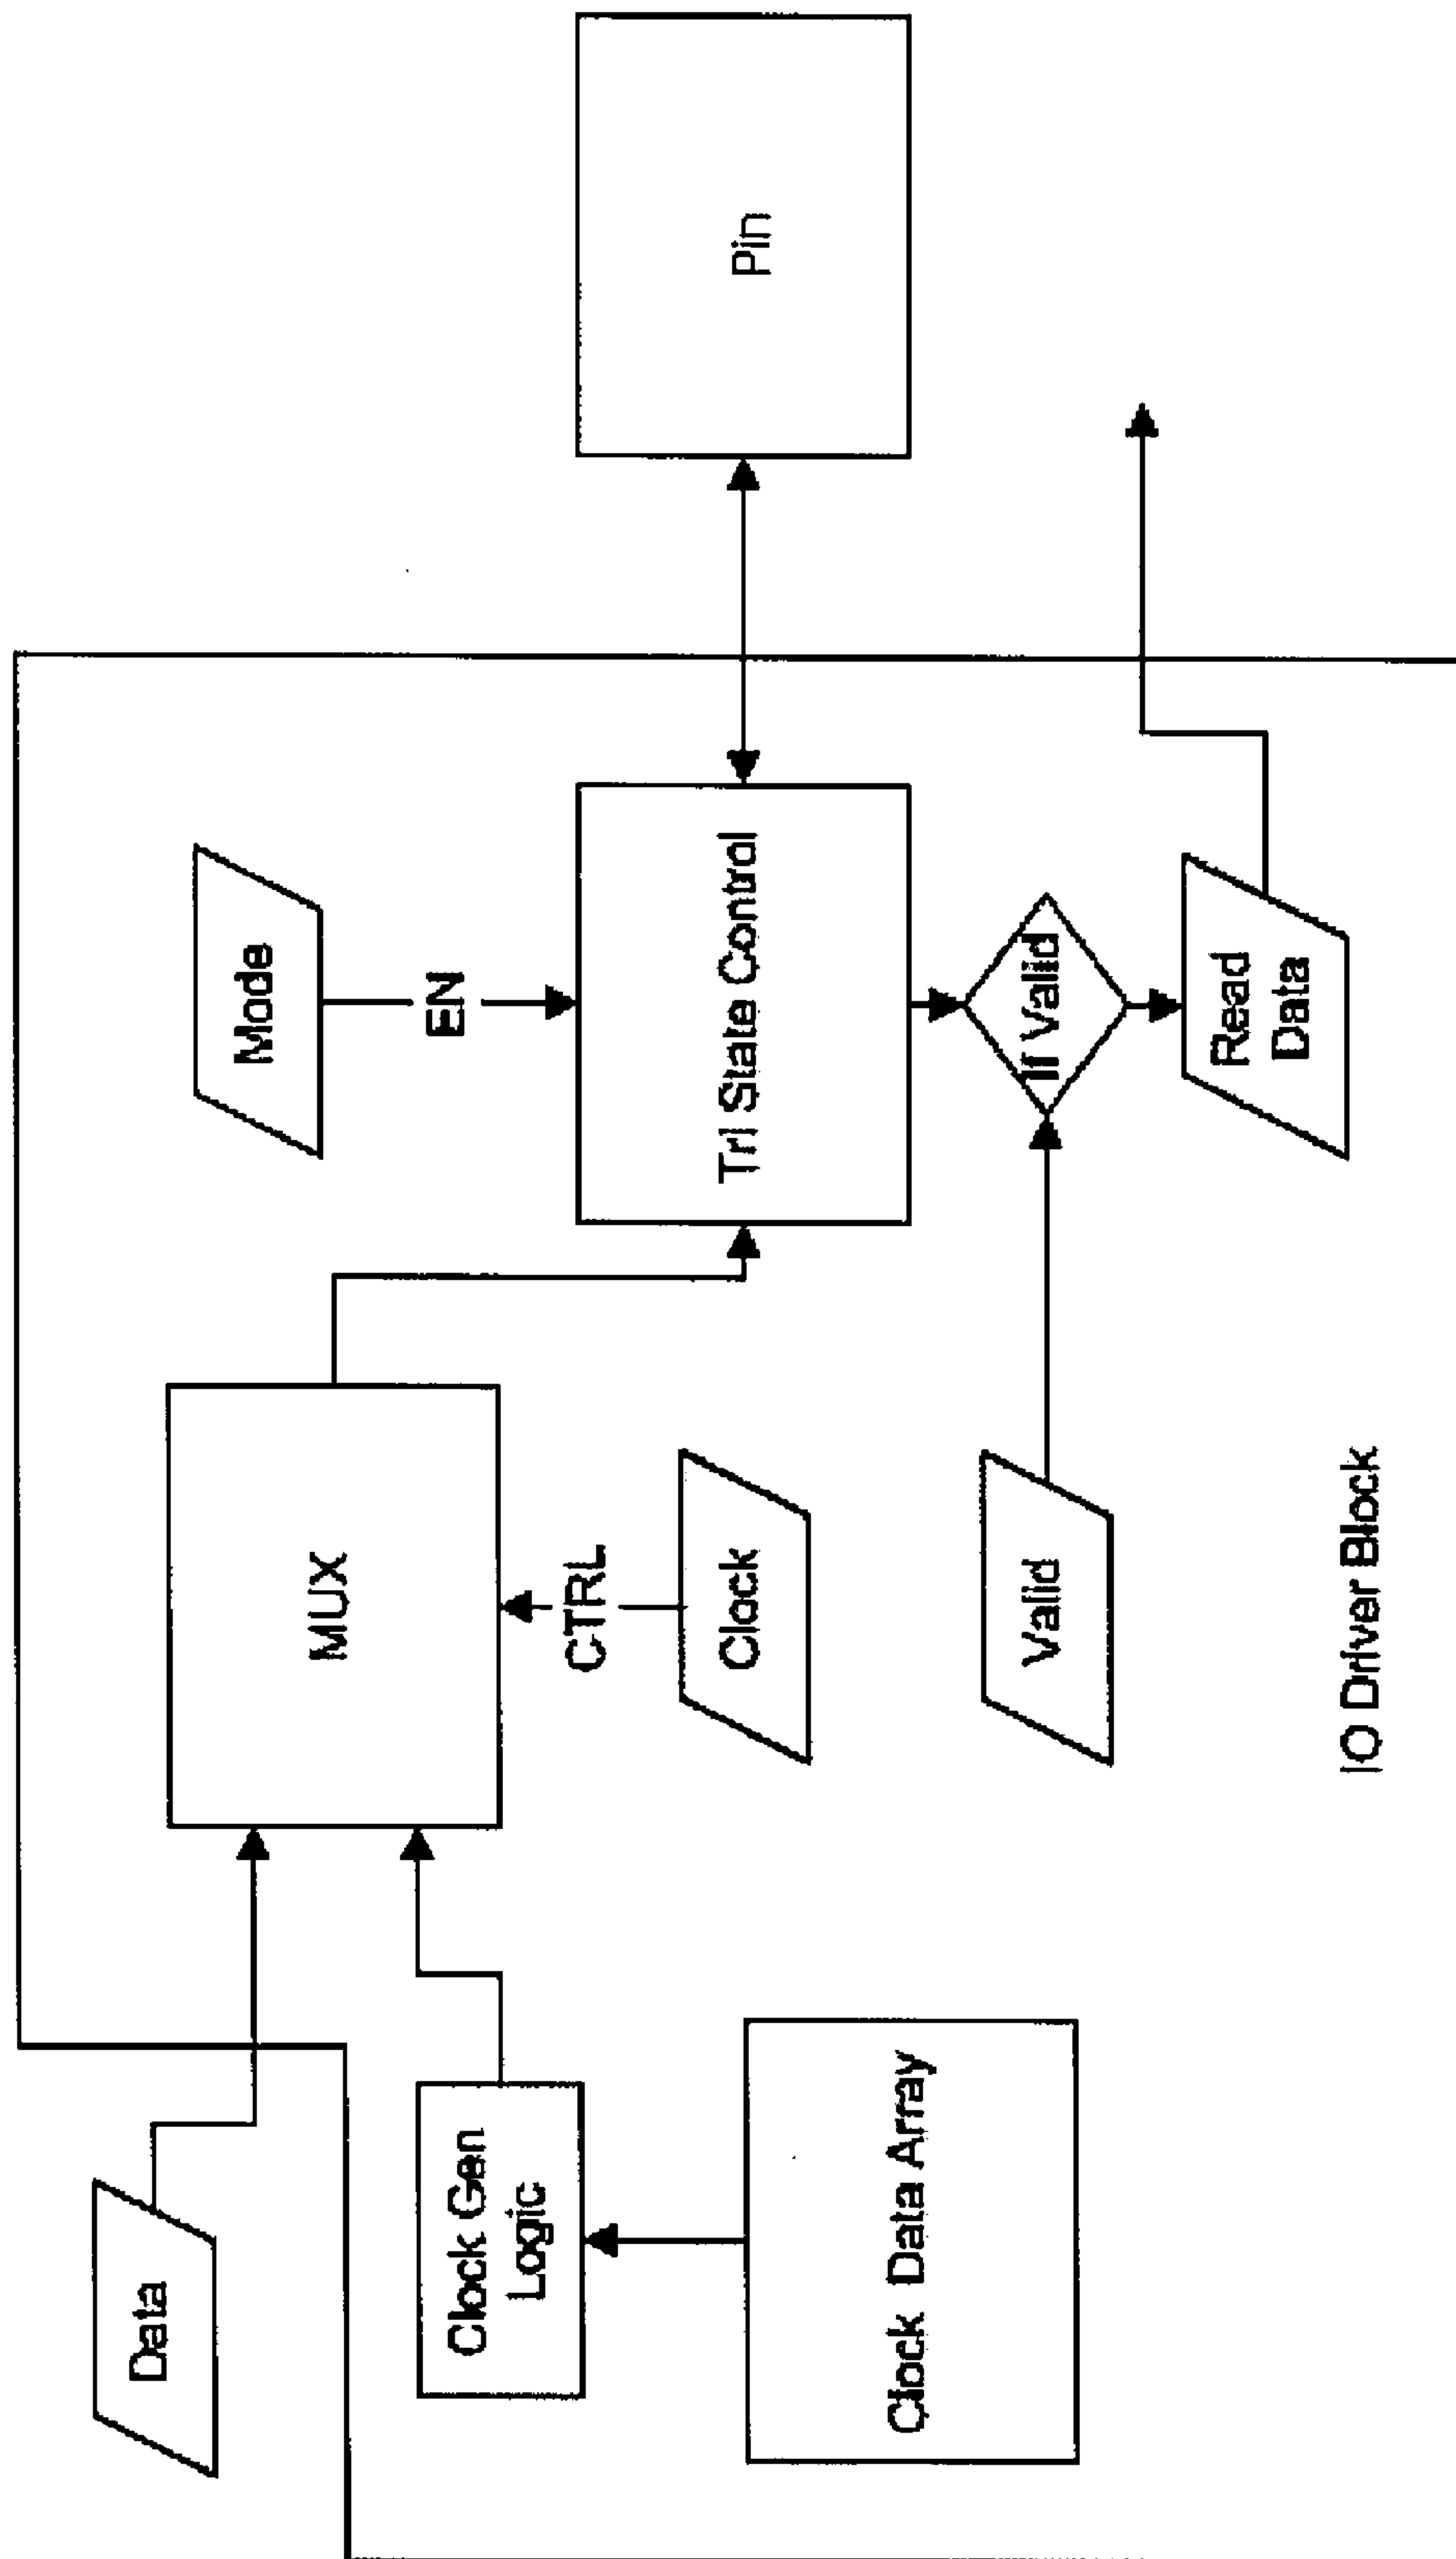 Data
Clock Gen
Logic
Clock Data Array
MUX
CTRL
Clock
Valid
Mode
EN
Tri State Control
If Valid
Read
Data
Pin
IO Driver Block